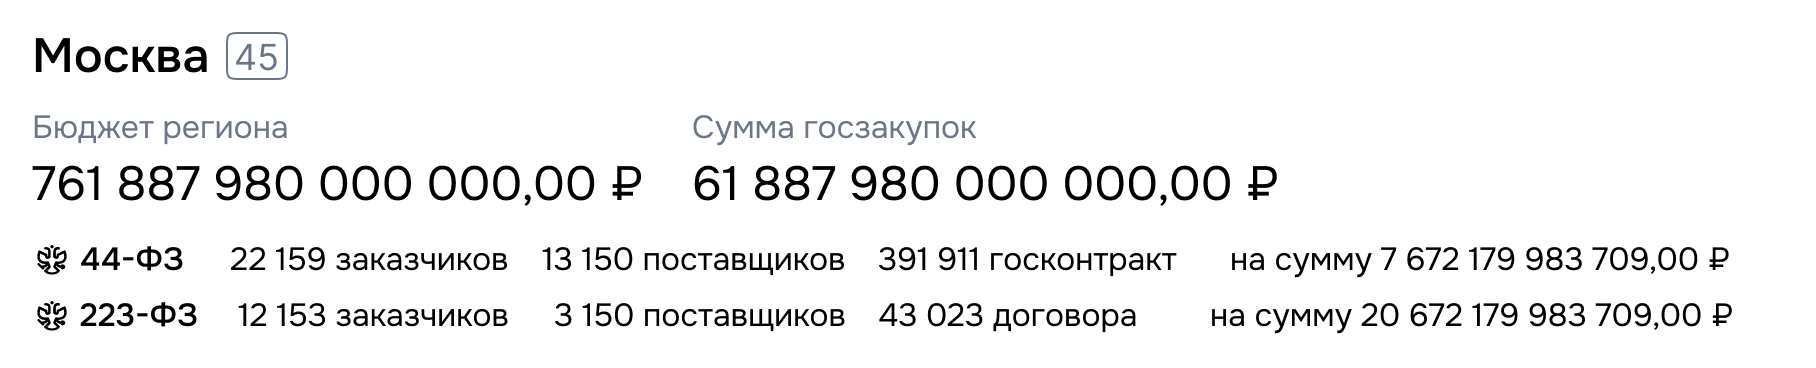 Москва 45
Бюджет региона Сумма госзакупок
761 887 980 000 000,00 ₽ 61 887 980 000 000,00 ₽
44-ФЗ 22 159 заказчиков 13 150 поставщиков 391 911 госконтракт на сумму 7 672 179 983 709,00 ₽
223-ФЗ 12 153 заказчиков 3 150 поставщиков 43 023 договора на сумму 20 672 179 983 709,00 ₽